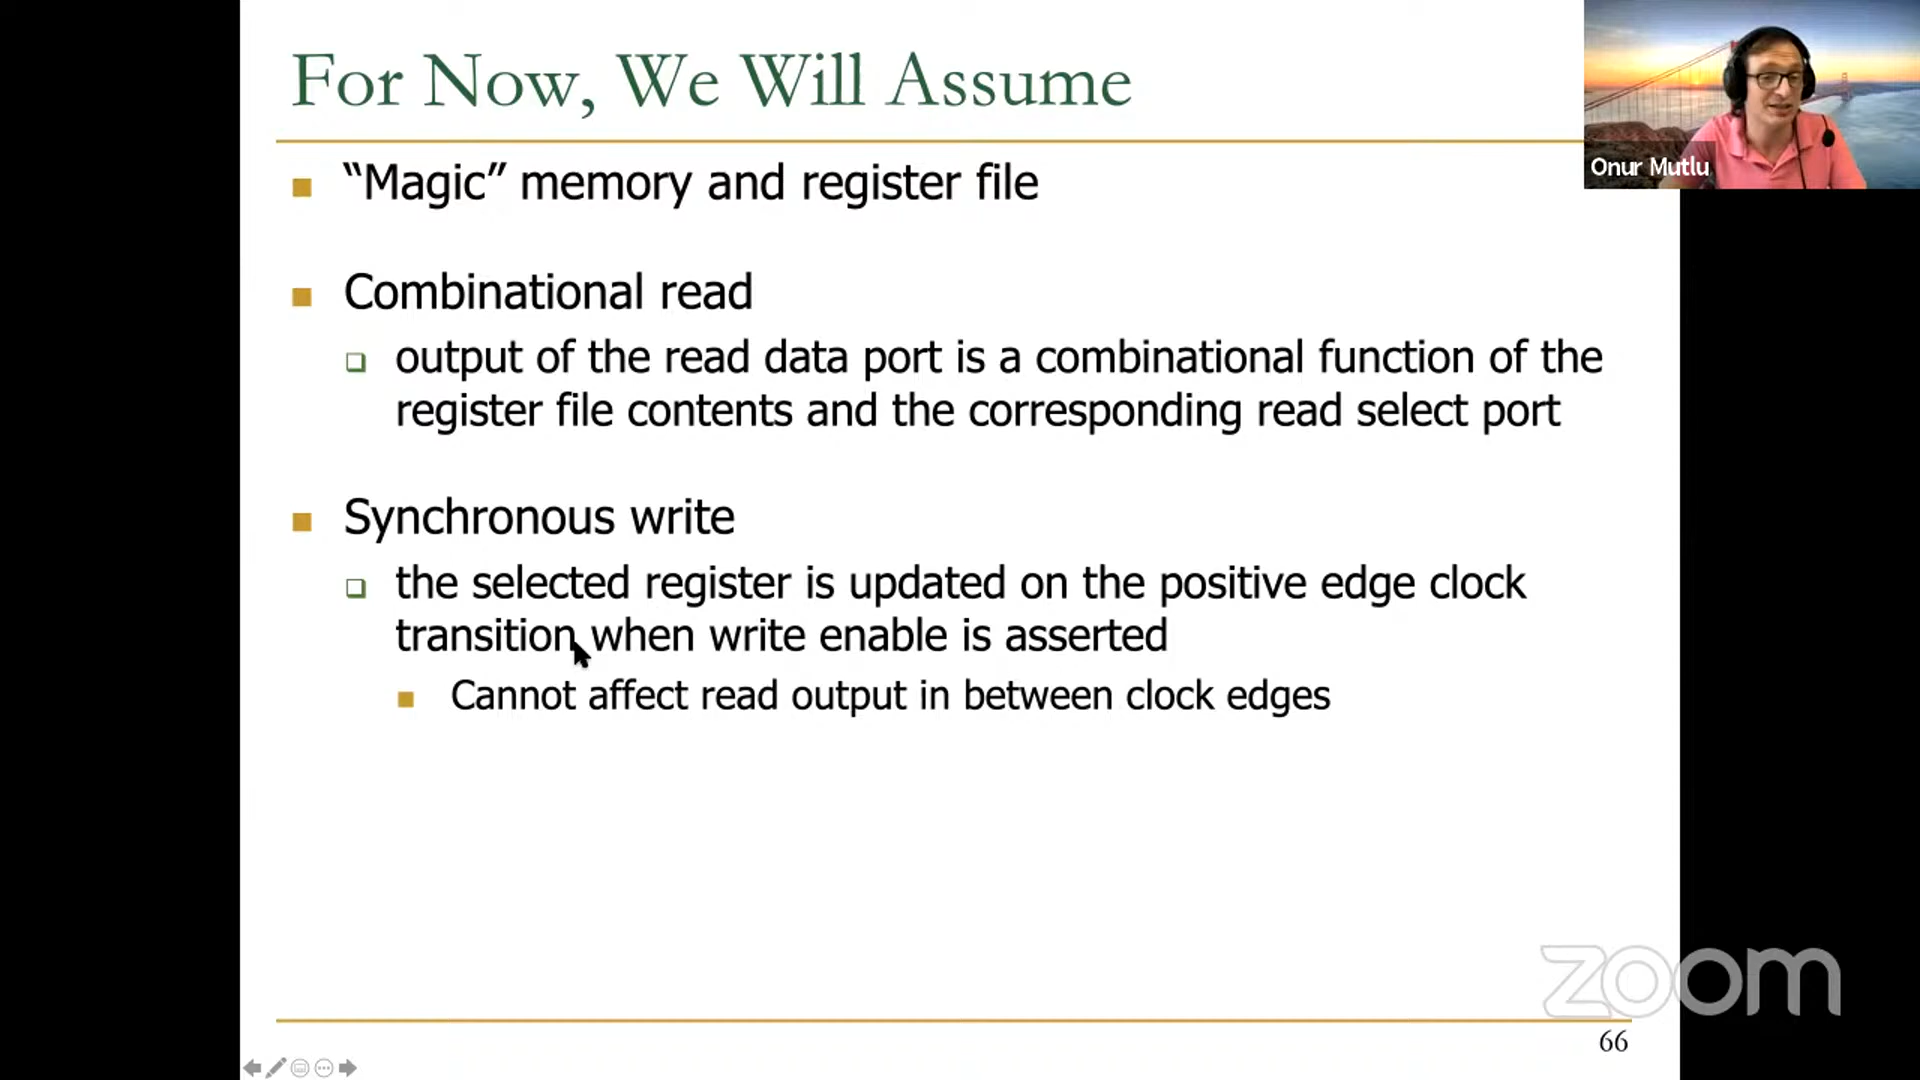 For Now, We Will Assume
“Magic” memory and register file
Combinational read
output of the read data port is a combinational function of the
register file contents and the corresponding read select port
Synchronous write
the selected register is updated on the positive edge clock
transition when write enable is asserted
Cannot affect read output in between clock edges
Onur Mutlu
zoom
66